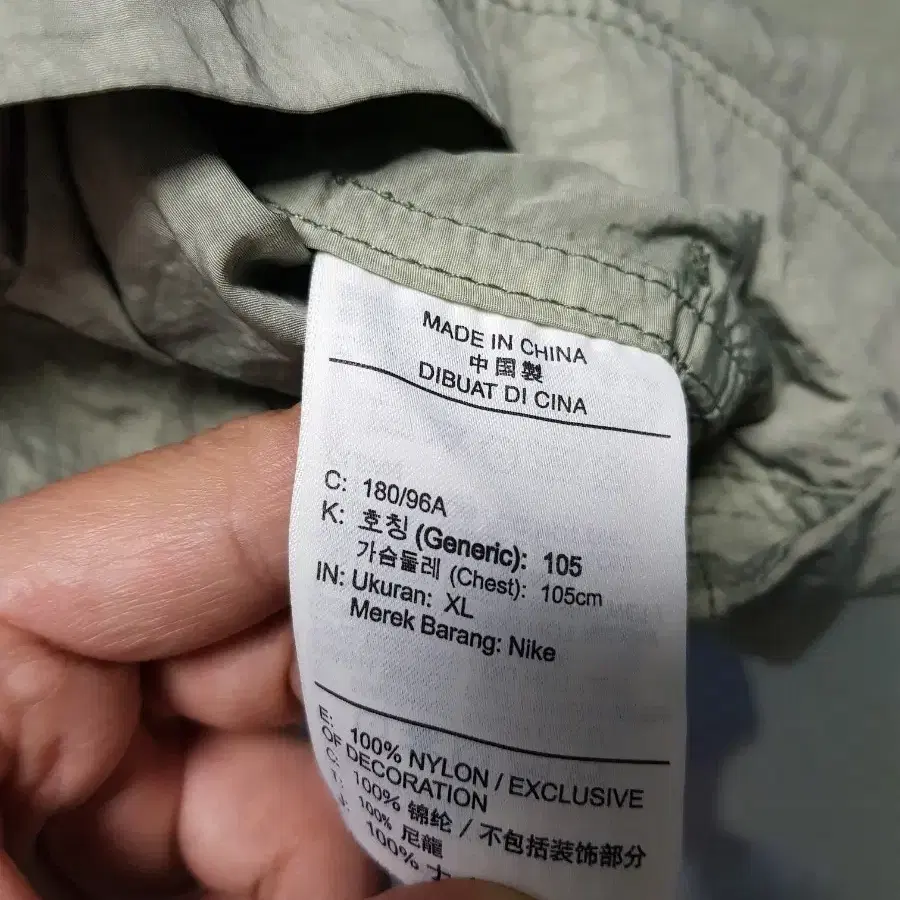 MADE IN CHINA
中国製
DIBUAT DI CINA
C: 180/96A
K: 호칭 (Generic): 105
가슴둘레 (Chest): 105cm
IN: Ukuran: XL
Merek Barang: Nike
E: 100% NYLON / EXCLUSIVE
OF DECORATION
C: 100% 锦纶 / 不包括装饰部分
100% 尼龍
100%